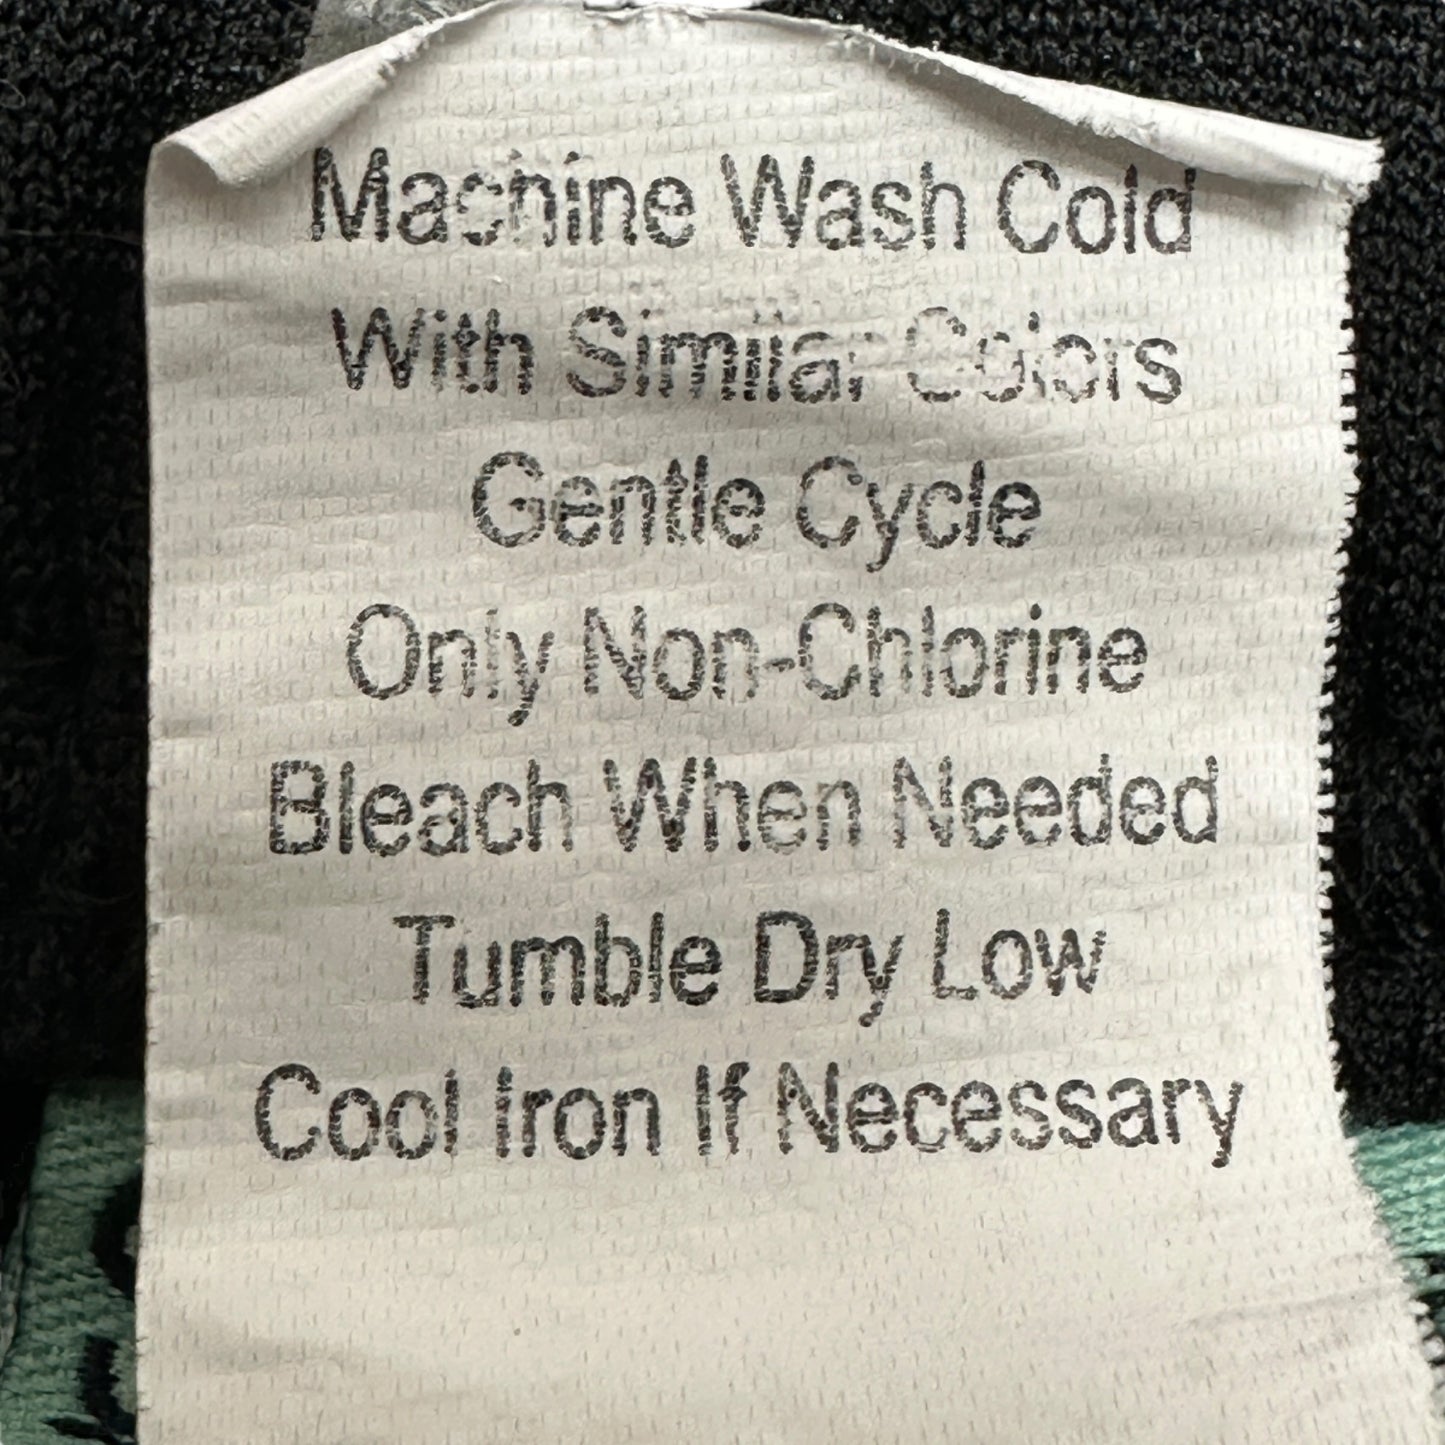 Machine Wash Cold
With Similar Colors
Gentle Cycle
Only Non-Chlorine
Bleach When Needed
Tumble Dry Low
Cool Iron If Necessary